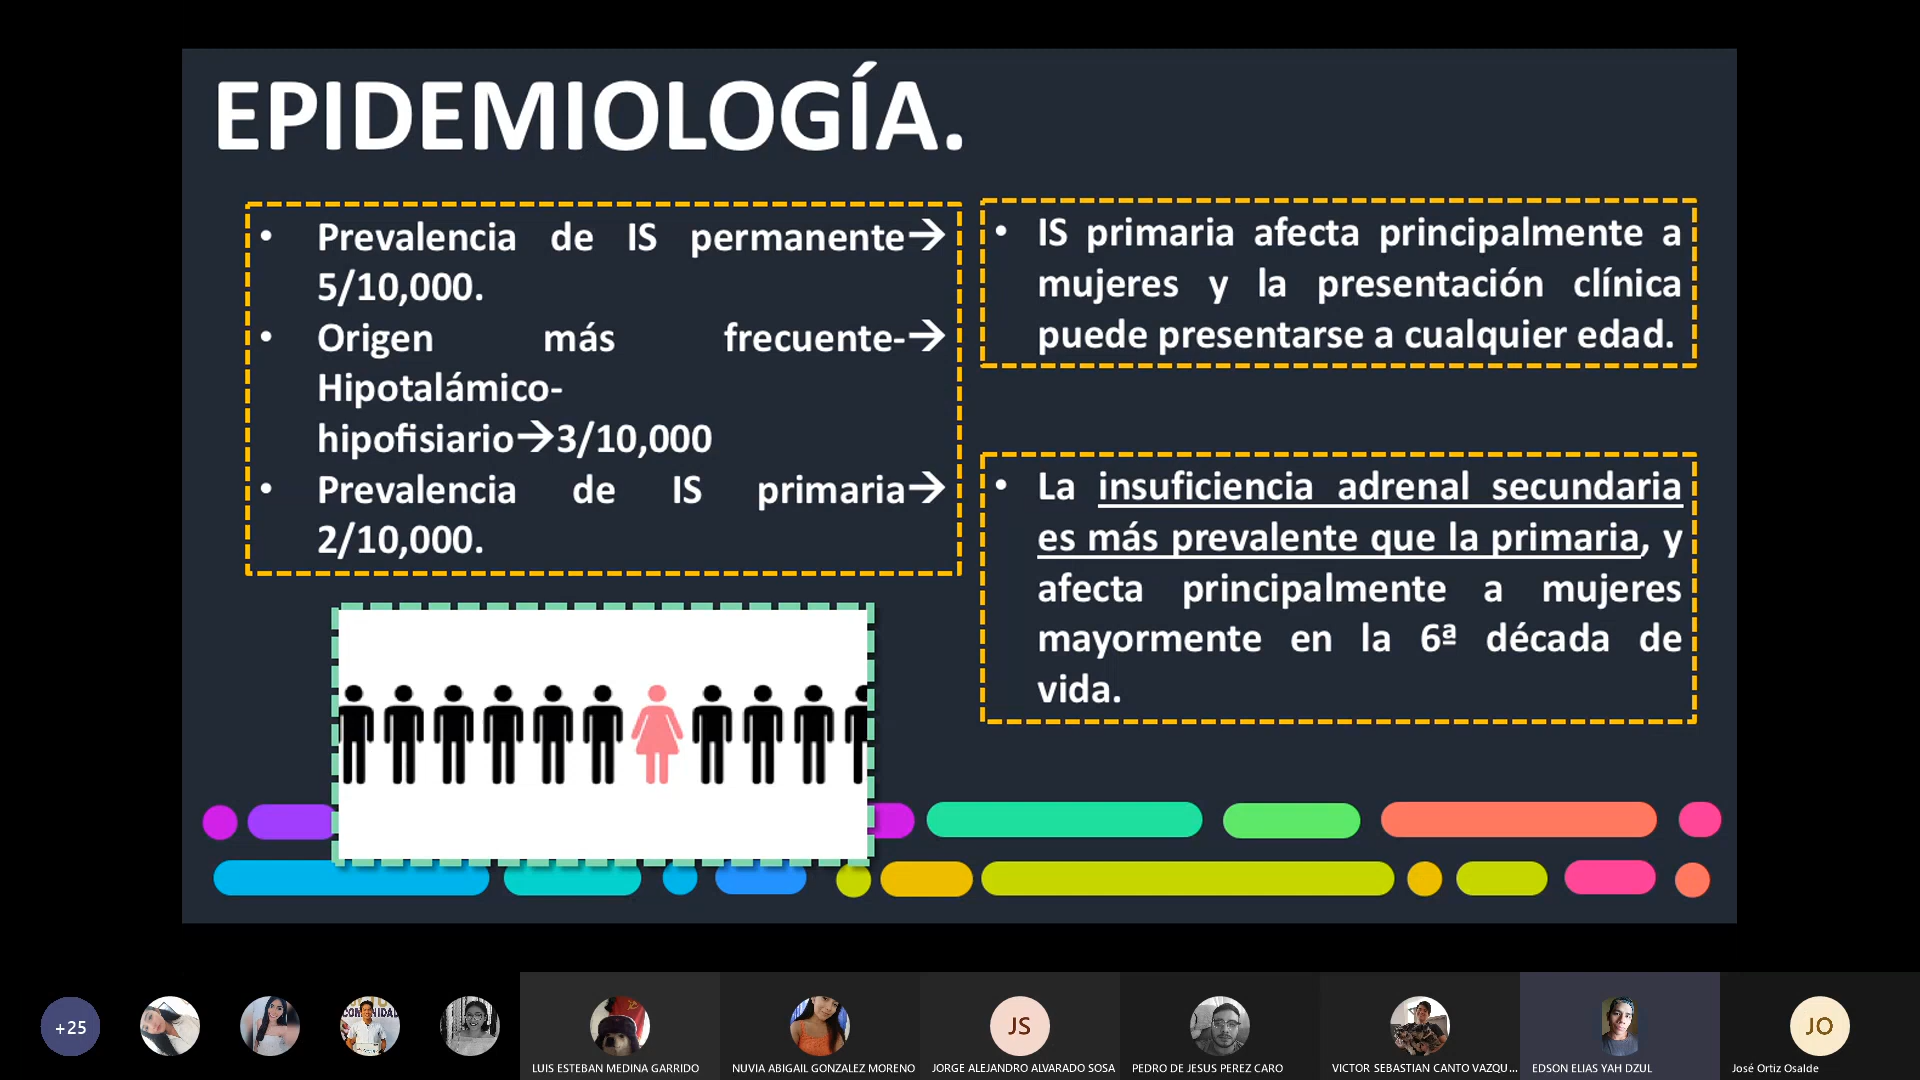 EPIDEMIOLOGÍA.
• Prevalencia de IS permanente→
5/10,000.
• Origen más frecuente-→
Hipotalámico-
hipofisiario→3/10,000
• Prevalencia de IS primaria→
2/10,000.
• IS primaria afecta principalmente a
mujeres y la presentación clínica
puede presentarse a cualquier edad.
• La insuficiencia adrenal secundaria
es más prevalente que la primaria, y
afecta principalmente a mujeres
mayormente en la 6ª década de
vida.
+25
JS
JO
LUIS ESTEBAN MEDINA GARRIDO
NUVIA ABIGAIL GONZALEZ MORENO
JORGE ALEJANDRO ALVARADO SOSA
PEDRO DE JESUS PEREZ CARO
VICTOR SEBASTIAN CANTO VAZQU...
EDSON ELIAS YAH DZUL
José Ortiz Osalde